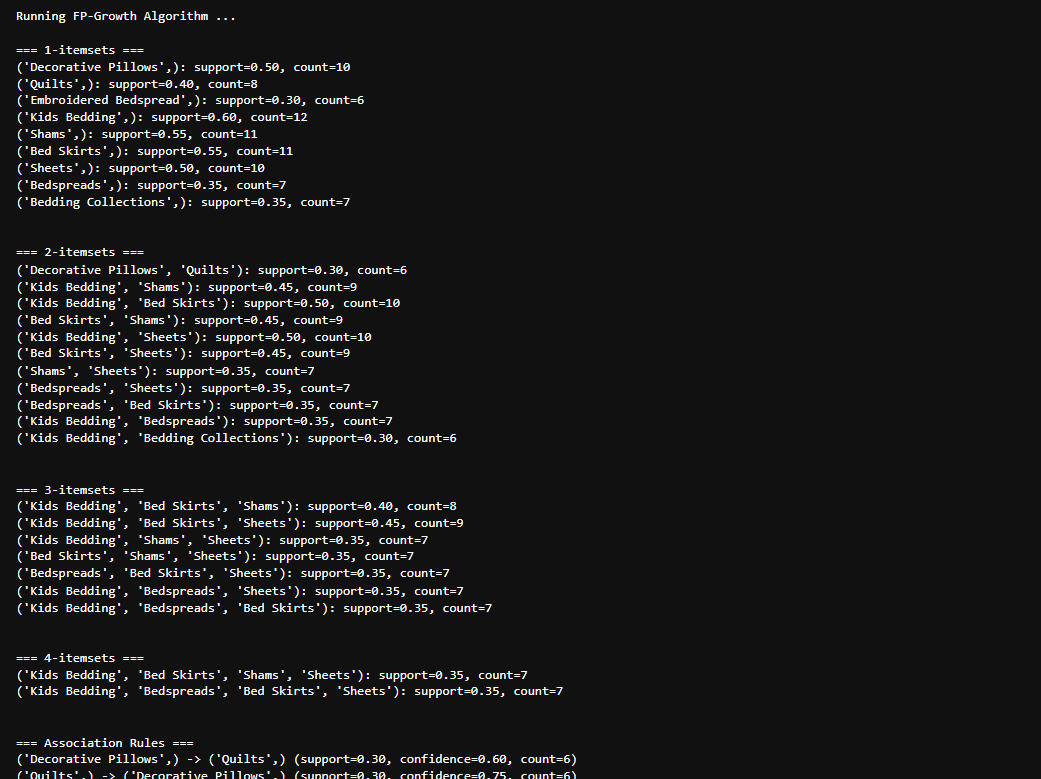 Running FP-Growth Algorithm ...
=== 1-itemsets ===
('Decorative Pillows',): support=0.50, count=10
('Quilts',): support=0.40, count=8
('Embroidered Bedspread',): support=0.30, count=6
('Kids Bedding',): support=0.60, count=12
('Shams',): support=0.55, count=11
('Bed Skirts',): support=0.55, count=11
('Sheets',): support=0.50, count=10
('Bedspreads',): support=0.35, count=7
('Bedding Collections',): support=0.35, count=7
=== 2-itemsets ===
('Decorative Pillows', 'Quilts'): support=0.30, count=6
('Kids Bedding', 'Shams'): support=0.45, count=9
('Kids Bedding', 'Bed Skirts'): support=0.50, count=10
('Bed Skirts', 'Shams'): support=0.45, count=9
('Kids Bedding', 'Sheets'): support=0.50, count=10
('Bed Skirts', 'Sheets'): support=0.45, count=9
('Shams', 'Sheets'): support=0.35, count=7
('Bedspreads', 'Sheets'): support=0.35, count=7
('Bedspreads', 'Bed Skirts'): support=0.35, count=7
('Kids Bedding', 'Bedspreads'): support=0.35, count=7
('Kids Bedding', 'Bedding Collections'): support=0.30, count=6
=== 3-itemsets ===
('Kids Bedding', 'Bed Skirts', 'Shams'): support=0.40, count=8
('Kids Bedding', 'Bed Skirts', 'Sheets'): support=0.45, count=9
('Kids Bedding', 'Shams', 'Sheets'): support=0.35, count=7
('Bed Skirts', 'Shams', 'Sheets'): support=0.35, count=7
('Bedspreads', 'Bed Skirts', 'Sheets'): support=0.35, count=7
('Kids Bedding', 'Bedspreads', 'Sheets'): support=0.35, count=7
('Kids Bedding', 'Bedspreads', 'Bed Skirts'): support=0.35, count=7
=== 4-itemsets ===
('Kids Bedding', 'Bed Skirts', 'Shams', 'Sheets'): support=0.35, count=7
('Kids Bedding', 'Bedspreads', 'Bed Skirts', 'Sheets'): support=0.35, count=7
=== Association Rules ===
('Decorative Pillows',) -> ('Quilts',) (support=0.30, confidence=0.60, count=6)
('Quilts',) -> ('Decorative Pillows',) (support=0.30, confidence=0.75, count=6)